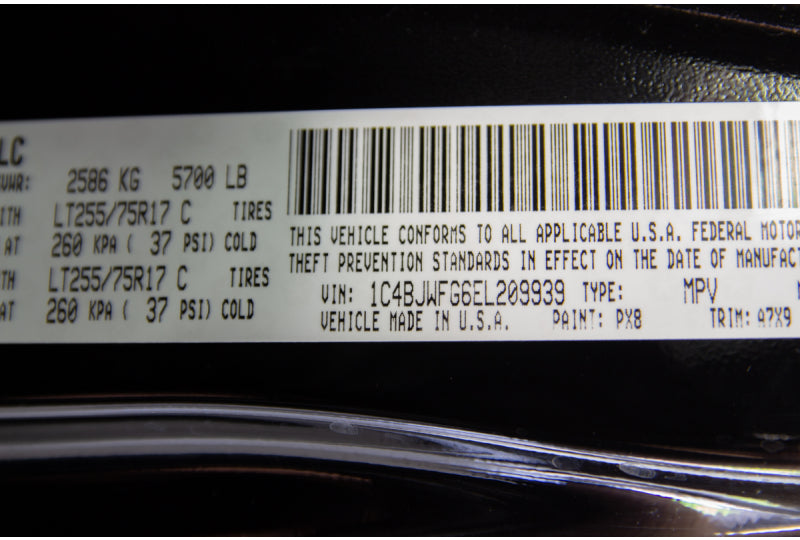 LC
VWR: 2586 KG 5700 LB
ITH LT255/75R17 C TIRES
AT 260 KPA ( 37 PSI) COLD
TH LT255/75R17 C TIRES
AT 260 KPA ( 37 PSI) COLD
THIS VEHICLE CONFORMS TO ALL APPLICABLE U.S.A. FEDERAL MOTOR
THEFT PREVENTION STANDARDS IN EFFECT ON THE DATE OF MANUFACT
VIN: 1C4BJWFG6EL209939 TYPE: MPV
VEHICLE MADE IN U.S.A. PAINT: PX8 TRIM: A7X9